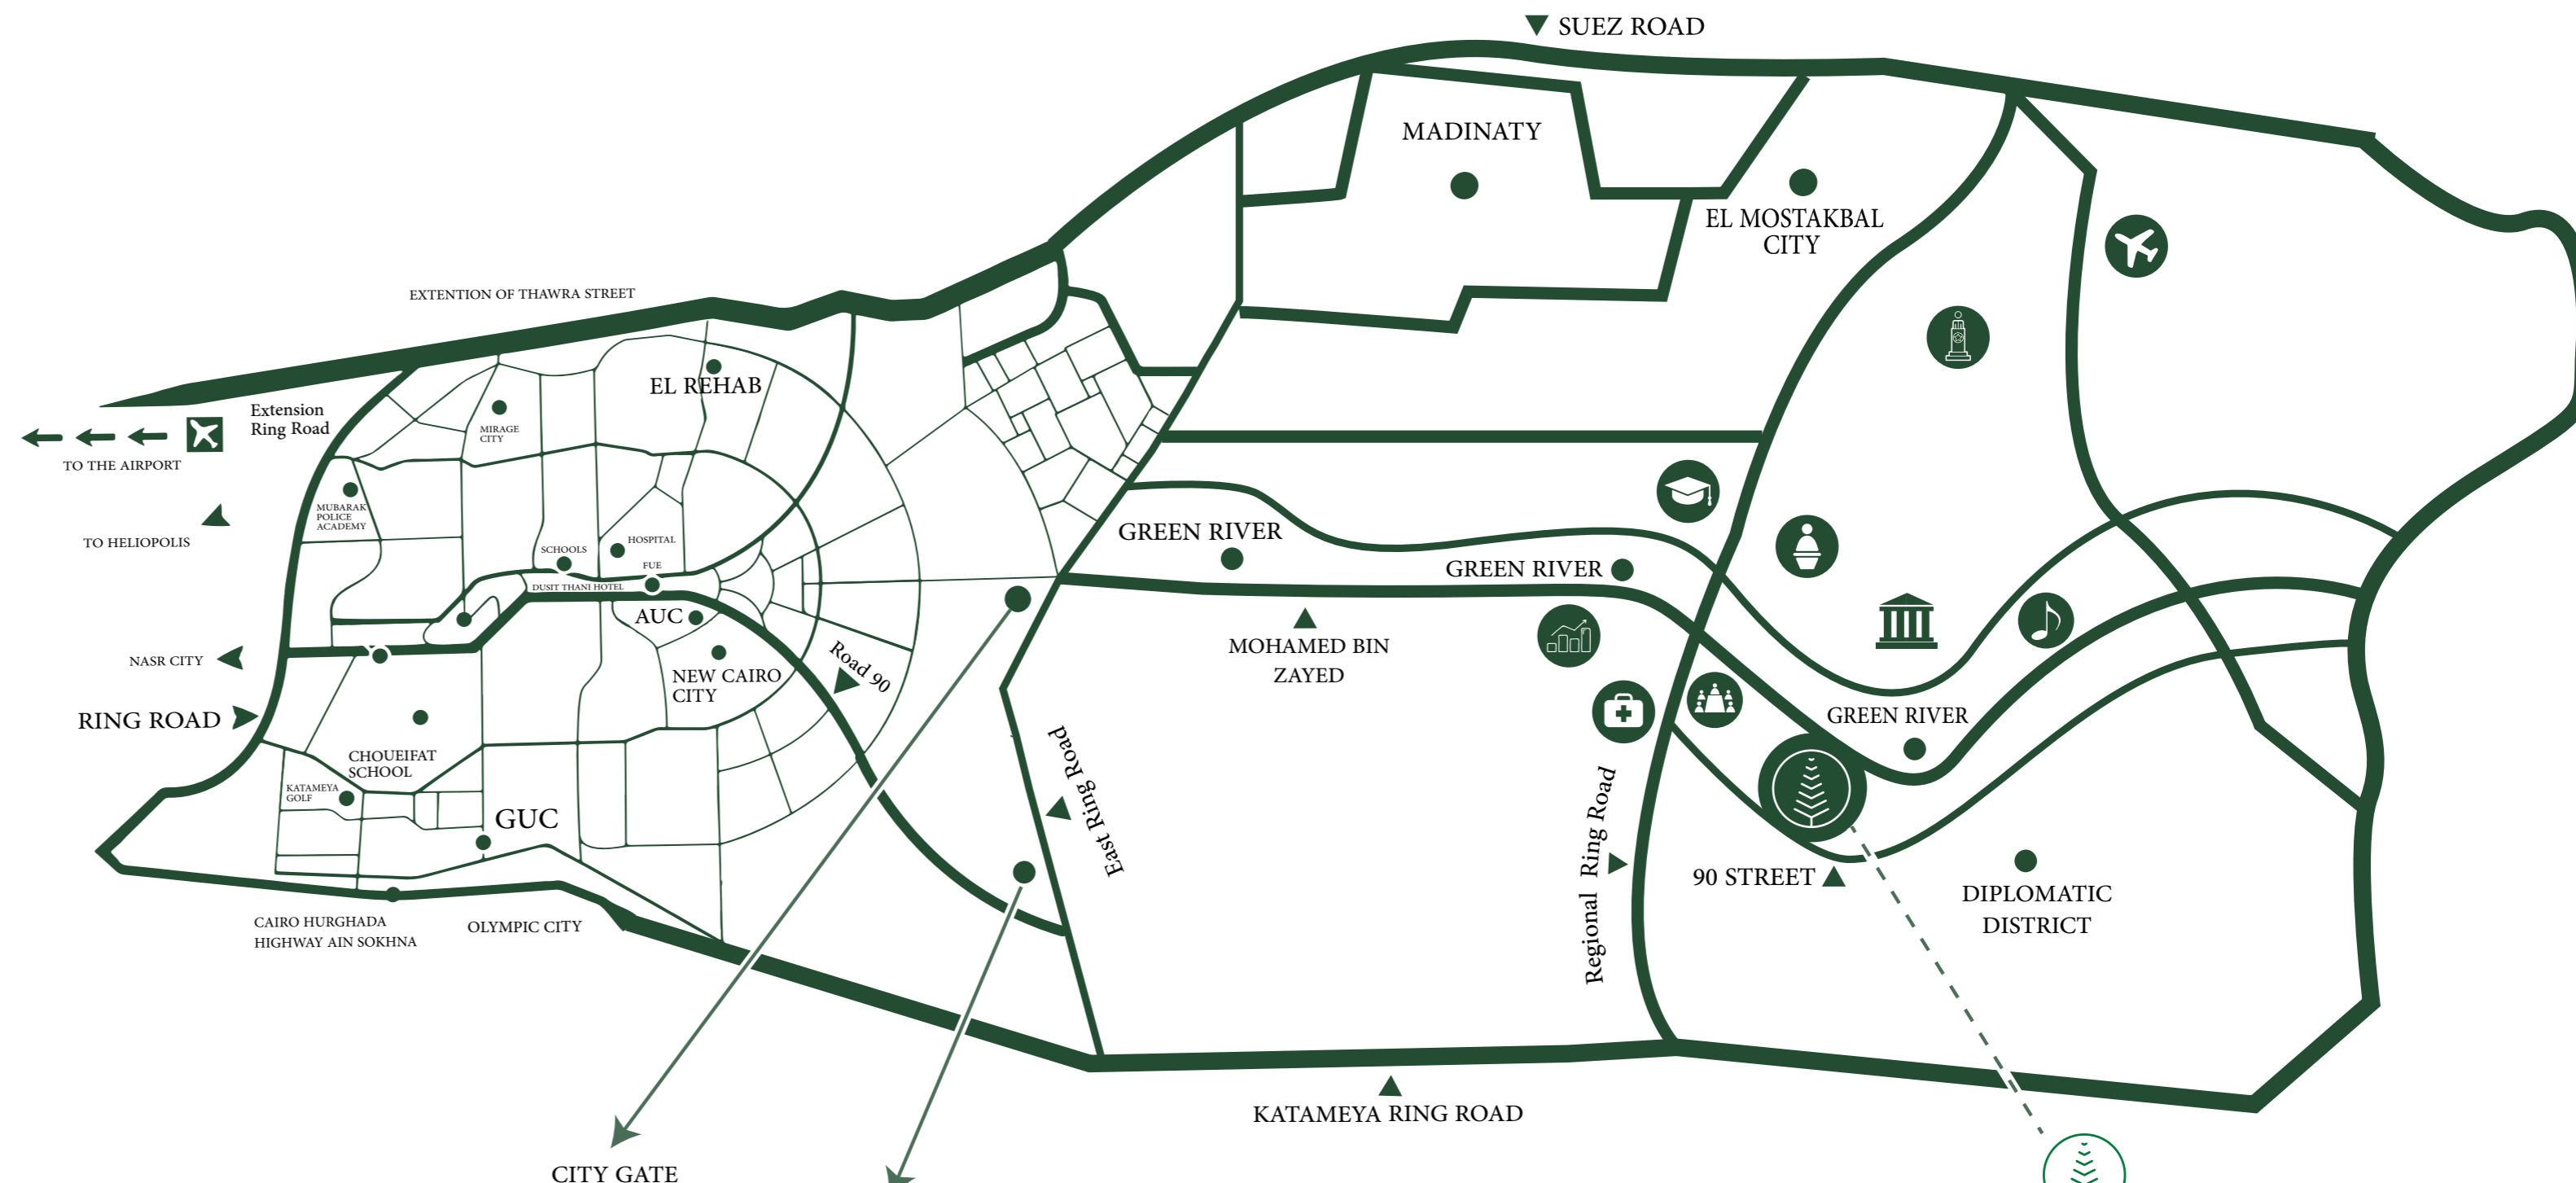 SUEZ ROAD
MADINATY
EL MOSTAKBAL
CITY
EXTENTION OF THAWRA STREET
EL REHAB
Extension
Ring Road
MIRAGE
CITY
TO THE AIRPORT
MUBARAK
POLICE
ACADEMY
TO HELIOPOLIS
SCHOOLS
HOSPITAL
FUE
DUSIT THANI HOTEL
AUC
GREEN RIVER
GREEN RIVER
MOHAMED BIN
ZAYED
NASR CITY
NEW CAIRO
CITY
Road 90
RING ROAD
GREEN RIVER
CHOUEIFAT
SCHOOL
KATAMEYA
GOLF
GUC
East Ring Road
Regional Ring Road
90 STREET
DIPLOMATIC
DISTRICT
CAIRO HURGHADA
HIGHWAY AIN SOKHNA
OLYMPIC CITY
KATAMEYA RING ROAD
CITY GATE